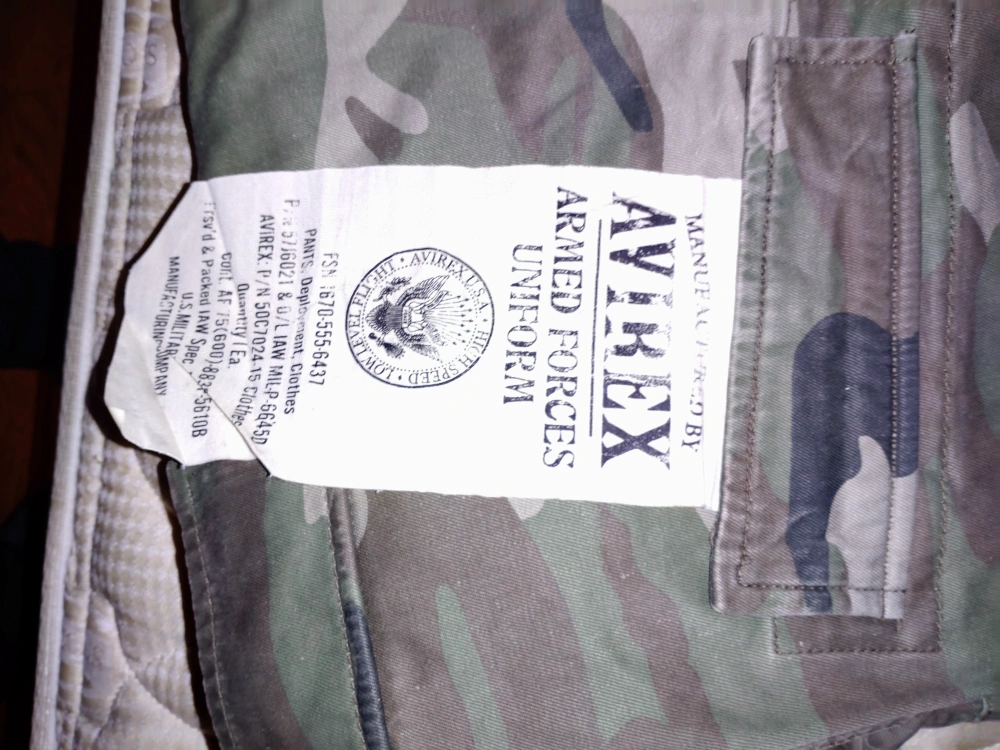 MANUFACTURED BY
AVIREX
ARMED FORCES
UNIFORM
AVIREX U.S.A. HIGH SPEED • LOW LEVEL FLIGHT •
FSN 1670-555-6437
PANTS, Deployment, Clothes
P/N 57J6021 & D/L IAW MIL-P-6645D
AVIREX: P/N 50C7024-15 Clothes
Quantity 1 Ea.
cont. AF 75(600)-
& Packed IAW Spec.
U.S MILITARY
MANUFACTURING COMPANY